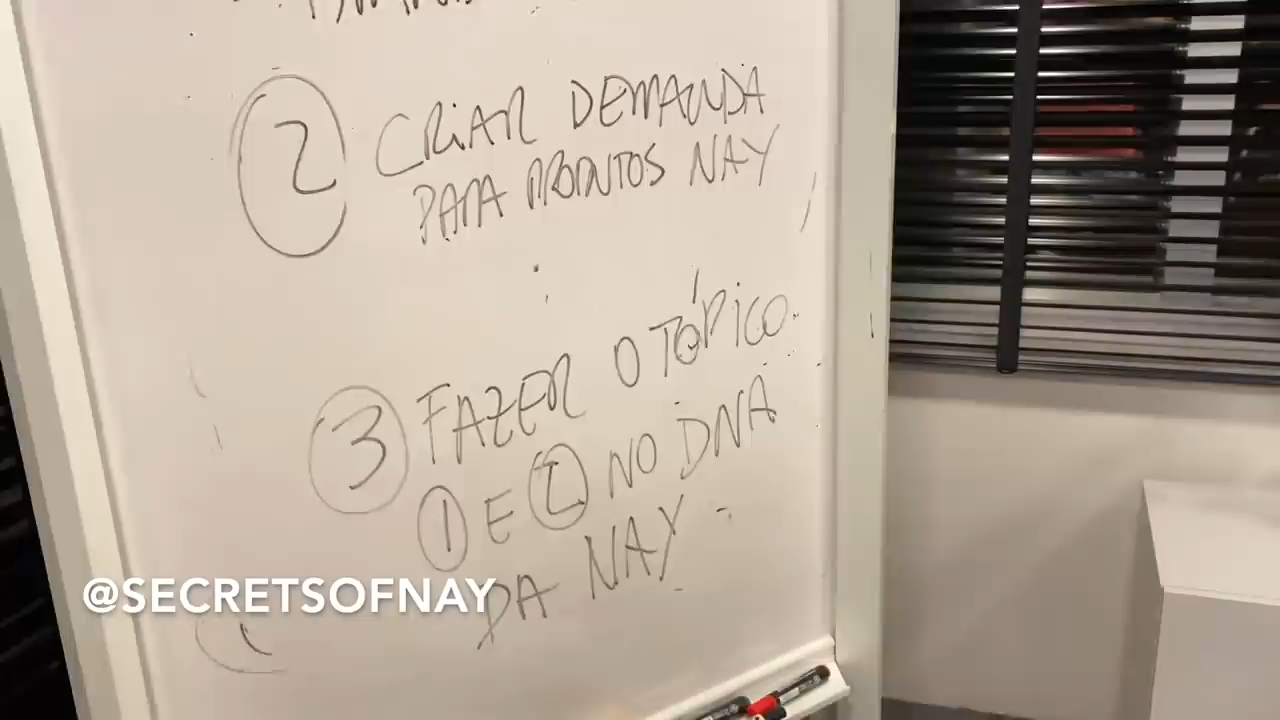 2 CRIAR DEMANDA
PARA PRODUTOS NAY
3 FAZER O TÓPICO
1 E 2 NO DNA
DA NAY
@SECRETSOFNAY